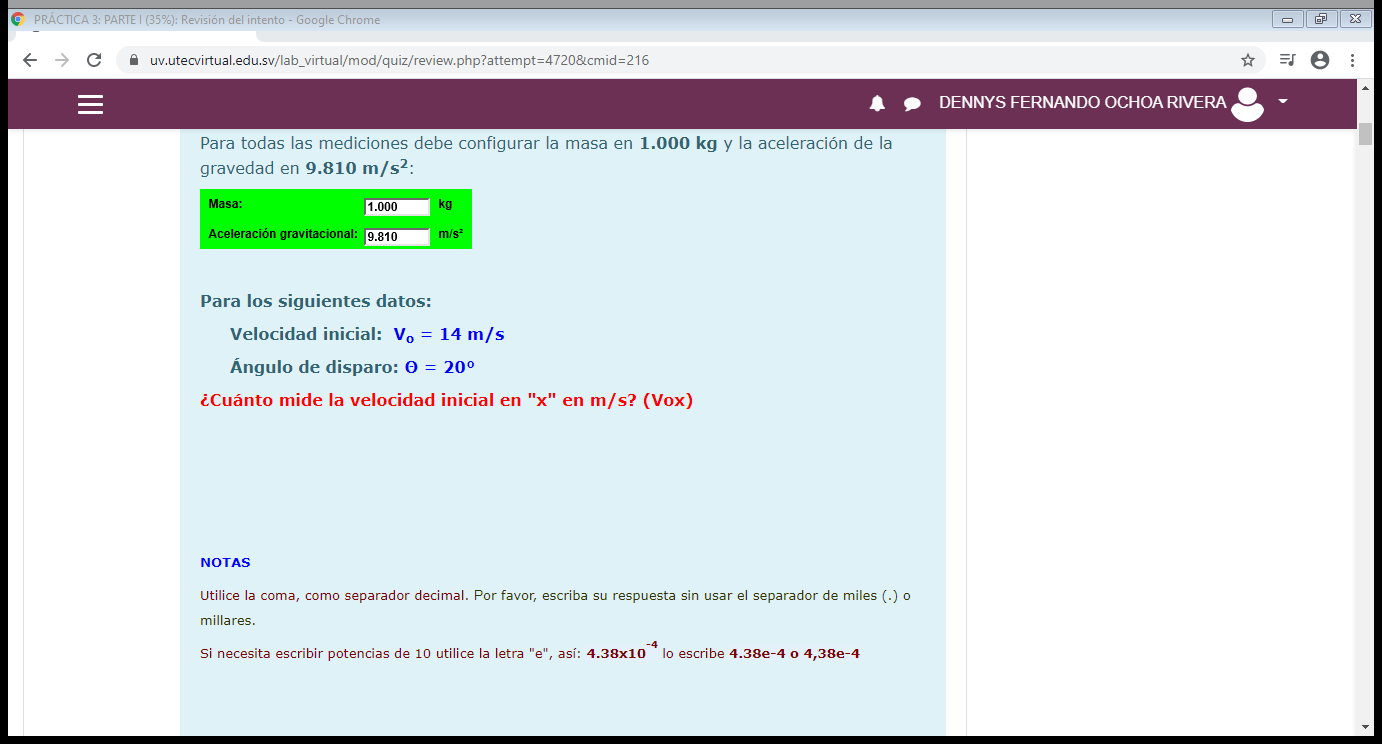 PRÁCTICA 3: PARTE I (35%): Revisión del intento - Google Chrome
uv.utecvirtual.edu.sv/lab_virtual/mod/quiz/review.php?attempt=4720&cmid=216
DENNYS FERNANDO OCHOA RIVERA
Para todas las mediciones debe configurar la masa en 1.000 kg y la aceleración de la
gravedad en 9.810 m/s²:
Masa: 1.000 kg
Aceleración gravitacional: 9.810 m/s²
Para los siguientes datos:
Velocidad inicial: Vₒ = 14 m/s
Ángulo de disparo: Θ = 20º
¿Cuánto mide la velocidad inicial en "x" en m/s? (Vox)
NOTAS
Utilice la coma, como separador decimal. Por favor, escriba su respuesta sin usar el separador de miles (.) o
millares.
Si necesita escribir potencias de 10 utilice la letra "e", así: 4.38x10⁻⁴ lo escribe 4.38e-4 o 4,38e-4